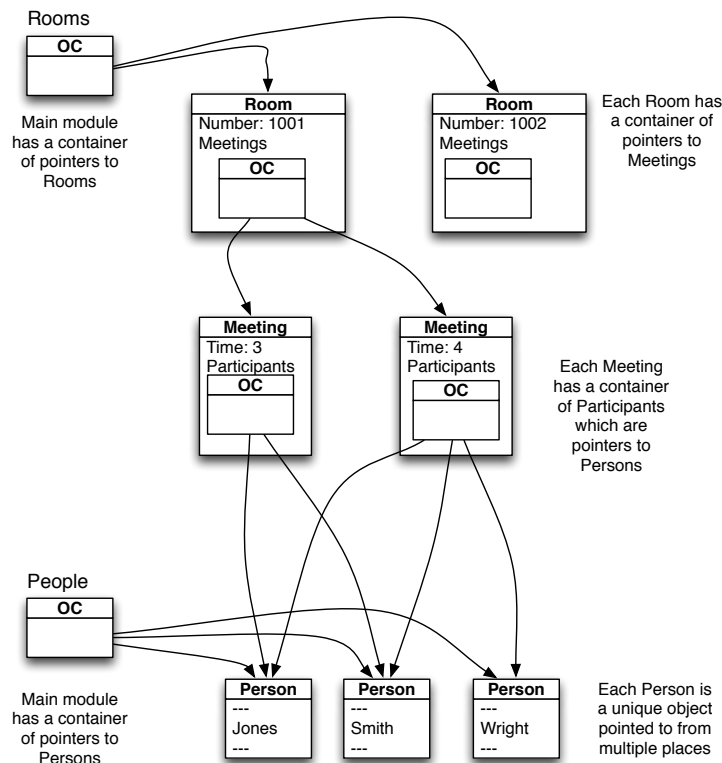 Rooms
OC
Main module
has a container
of pointers to
Rooms
Room
Number: 1001
Meetings
OC
Room
Number: 1002
Meetings
OC
Each Room has
a container of
pointers to
Meetings
Meeting
Time: 3
Participants
OC
Meeting
Time: 4
Participants
OC
Each Meeting
has a container
of Participants
which are
pointers to
Persons
People
OC
Main module
has a container
of pointers to
Persons
Person
---
Jones
---
Person
---
Smith
---
Person
---
Wright
---
Each Person is
a unique object
pointed to from
multiple places